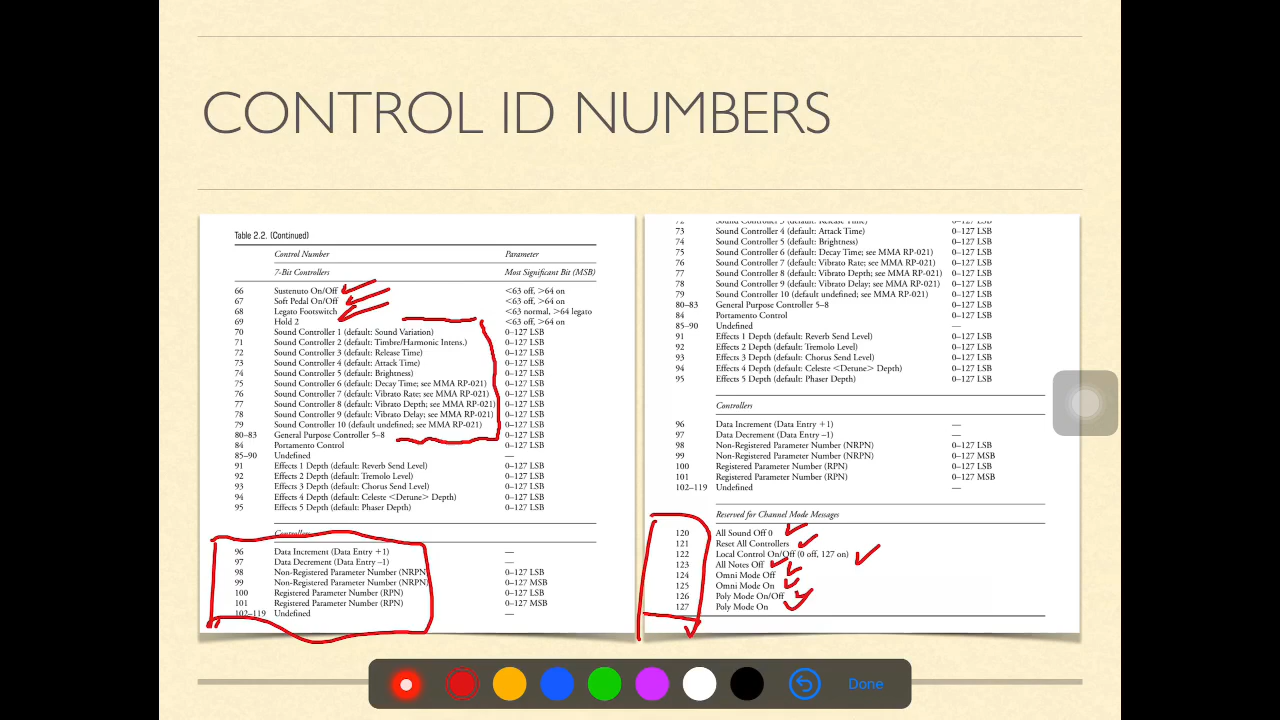 CONTROL ID NUMBERS
Table 2.2. (Continued)
Control Number Parameter
7-Bit Controllers Most Significant Bit (MSB)
66 Sustenuto On/Off <63 off, >64 on
67 Soft Pedal On/Off <63 off, >64 on
68 Legato Footswitch <63 normal, >64 legato
69 Hold 2 <63 off, >64 on
70 Sound Controller 1 (default: Sound Variation) 0–127 LSB
71 Sound Controller 2 (default: Timbre/Harmonic Intens.) 0–127 LSB
72 Sound Controller 3 (default: Release Time) 0–127 LSB
73 Sound Controller 4 (default: Attack Time) 0–127 LSB
74 Sound Controller 5 (default: Brightness) 0–127 LSB
75 Sound Controller 6 (default: Decay Time; see MMA RP-021) 0–127 LSB
76 Sound Controller 7 (default: Vibrato Rate; see MMA RP-021) 0–127 LSB
77 Sound Controller 8 (default: Vibrato Depth; see MMA RP-021) 0–127 LSB
78 Sound Controller 9 (default: Vibrato Delay; see MMA RP-021) 0–127 LSB
79 Sound Controller 10 (default undefined; see MMA RP-021) 0–127 LSB
80–83 General Purpose Controller 5–8 0–127 LSB
84 Portamento Control 0–127 LSB
85–90 Undefined —
91 Effects 1 Depth (default: Reverb Send Level) 0–127 LSB
92 Effects 2 Depth (default: Tremolo Level) 0–127 LSB
93 Effects 3 Depth (default: Chorus Send Level) 0–127 LSB
94 Effects 4 Depth (default: Celeste <Detune> Depth) 0–127 LSB
95 Effects 5 Depth (default: Phaser Depth) 0–127 LSB
Controllers
96 Data Increment (Data Entry +1) —
97 Data Decrement (Data Entry –1) —
98 Non-Registered Parameter Number (NRPN) 0–127 LSB
99 Non-Registered Parameter Number (NRPN) 0–127 MSB
100 Registered Parameter Number (RPN) 0–127 LSB
101 Registered Parameter Number (RPN) 0–127 MSB
102–119 Undefined —
72 Sound Controller 3 (default: Release Time) 0–127 LSB
73 Sound Controller 4 (default: Attack Time) 0–127 LSB
74 Sound Controller 5 (default: Brightness) 0–127 LSB
75 Sound Controller 6 (default: Decay Time; see MMA RP-021) 0–127 LSB
76 Sound Controller 7 (default: Vibrato Rate; see MMA RP-021) 0–127 LSB
77 Sound Controller 8 (default: Vibrato Depth; see MMA RP-021) 0–127 LSB
78 Sound Controller 9 (default: Vibrato Delay; see MMA RP-021) 0–127 LSB
79 Sound Controller 10 (default undefined; see MMA RP-021) 0–127 LSB
80–83 General Purpose Controller 5–8 0–127 LSB
84 Portamento Control 0–127 LSB
85–90 Undefined —
91 Effects 1 Depth (default: Reverb Send Level) 0–127 LSB
92 Effects 2 Depth (default: Tremolo Level) 0–127 LSB
93 Effects 3 Depth (default: Chorus Send Level) 0–127 LSB
94 Effects 4 Depth (default: Celeste <Detune> Depth) 0–127 LSB
95 Effects 5 Depth (default: Phaser Depth) 0–127 LSB
Controllers
96 Data Increment (Data Entry +1) —
97 Data Decrement (Data Entry –1) —
98 Non-Registered Parameter Number (NRPN) 0–127 LSB
99 Non-Registered Parameter Number (NRPN) 0–127 MSB
100 Registered Parameter Number (RPN) 0–127 LSB
101 Registered Parameter Number (RPN) 0–127 MSB
102–119 Undefined —
Reserved for Channel Mode Messages
120 All Sound Off 0
121 Reset All Controllers
122 Local Control On/Off (0 off, 127 on)
123 All Notes Off
124 Omni Mode Off
125 Omni Mode On
126 Poly Mode On/Off
127 Poly Mode On
Done